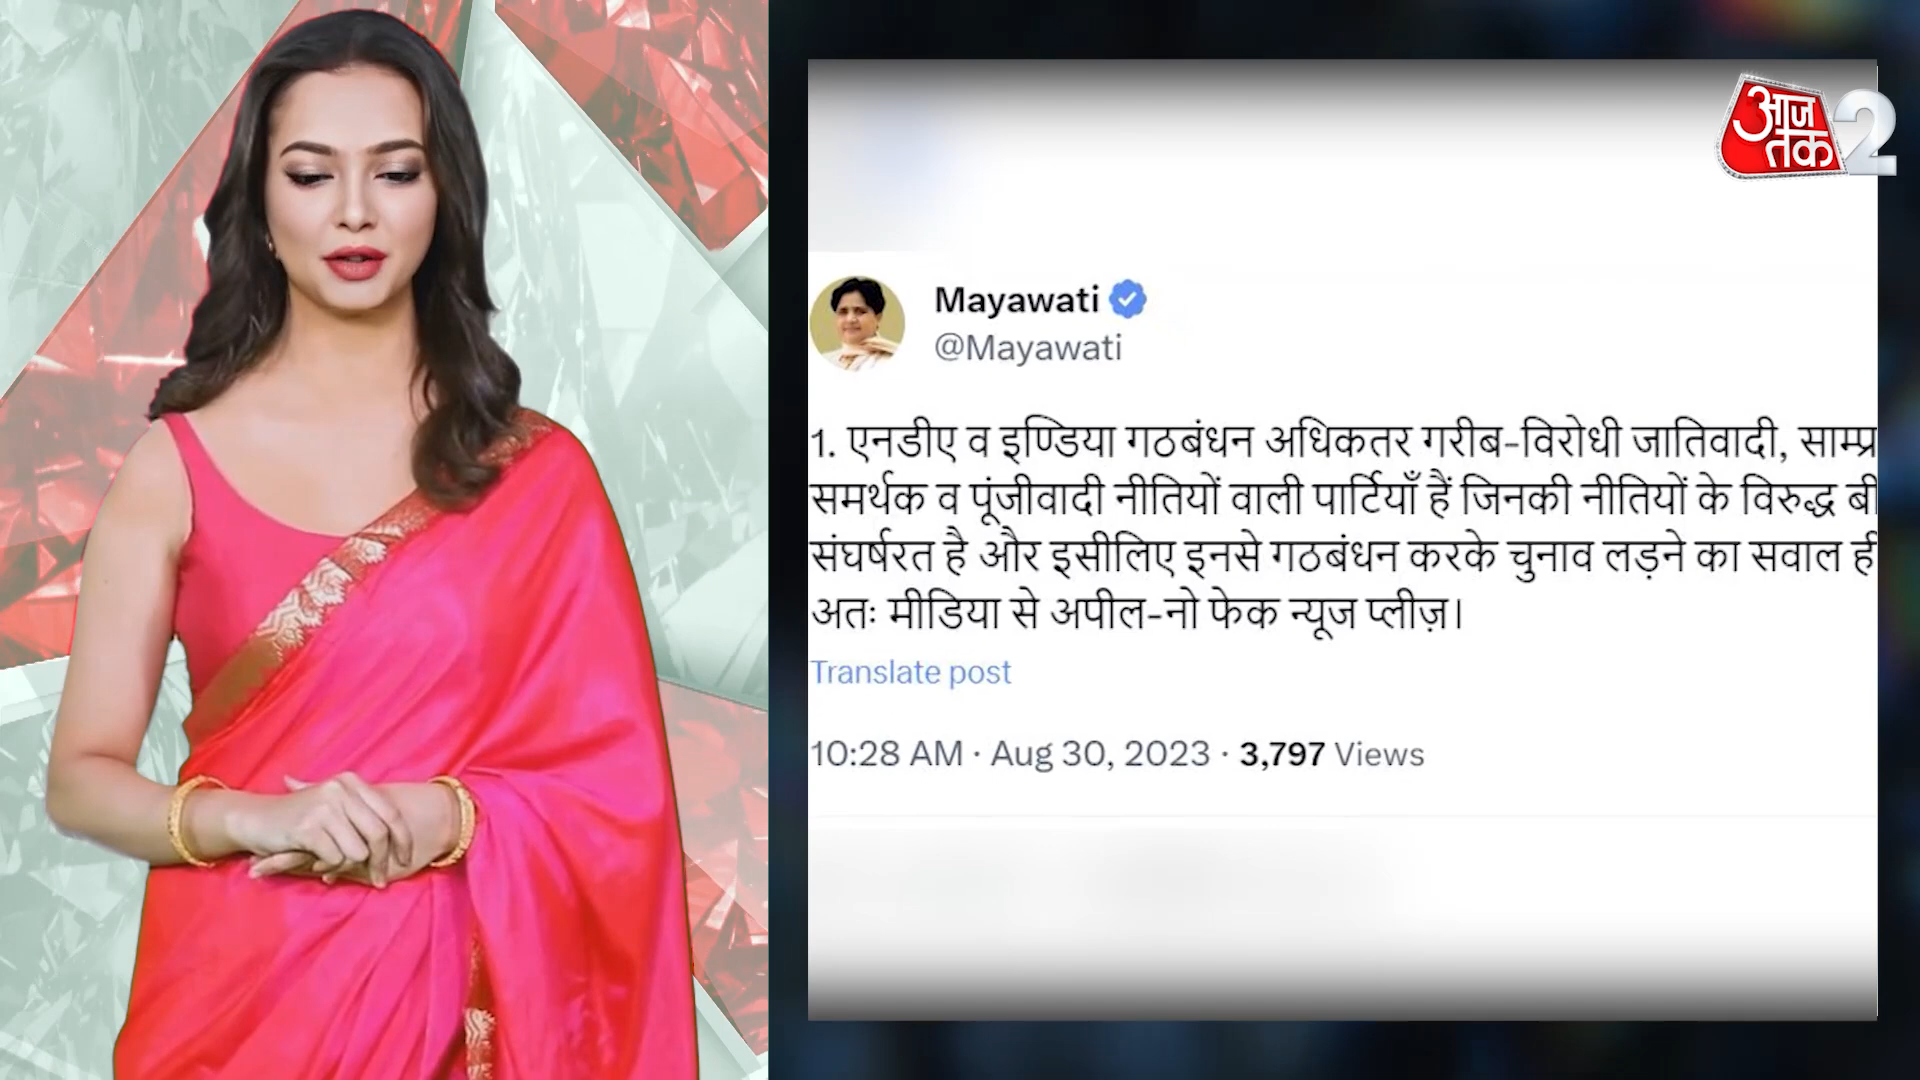 आज
तक 2
Mayawati
@Mayawati
1. एनडीए व इण्डिया गठबंधन अधिकतर गरीब-विरोधी जातिवादी, साम्प्र
समर्थक व पूंजीवादी नीतियों वाली पार्टियाँ हैं जिनकी नीतियों के विरुद्ध बी
संघर्षरत है और इसीलिए इनसे गठबंधन करके चुनाव लड़ने का सवाल ही
अतः मीडिया से अपील-नो फेक न्यूज प्लीज़।
Translate post
10:28 AM · Aug 30, 2023 · 3,797 Views